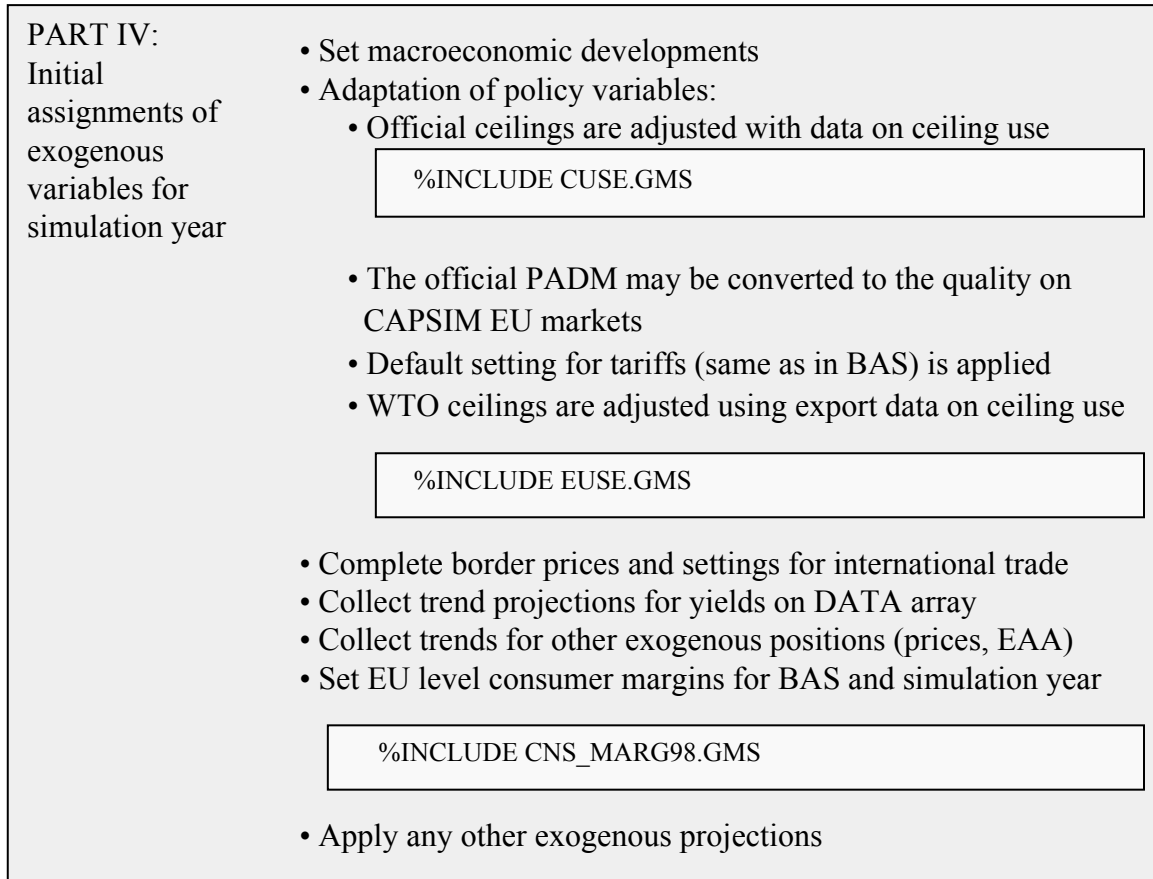 PART IV:
Initial
assignments of
exogenous
variables for
simulation year
• Set macroeconomic developments
• Adaptation of policy variables:
• Official ceilings are adjusted with data on ceiling use
%INCLUDE CUSE.GMS
• The official PADM may be converted to the quality on
CAPSIM EU markets
• Default setting for tariffs (same as in BAS) is applied
• WTO ceilings are adjusted using export data on ceiling use
%INCLUDE EUSE.GMS
• Complete border prices and settings for international trade
• Collect trend projections for yields on DATA array
• Collect trends for other exogenous positions (prices, EAA)
• Set EU level consumer margins for BAS and simulation year
%INCLUDE CNS_MARG98.GMS
• Apply any other exogenous projections